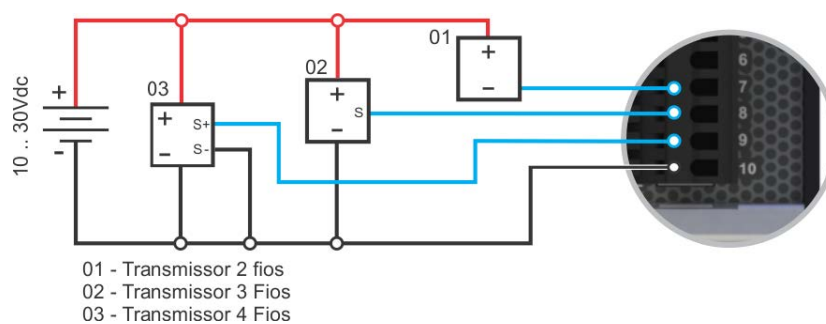 10 .. 30Vdc
+
-
03
+
-
S+
S-
02
+
-
S
01
+
-
6
7
8
9
10
01 - Transmissor 2 fios
02 - Transmissor 3 Fios
03 - Transmissor 4 Fios